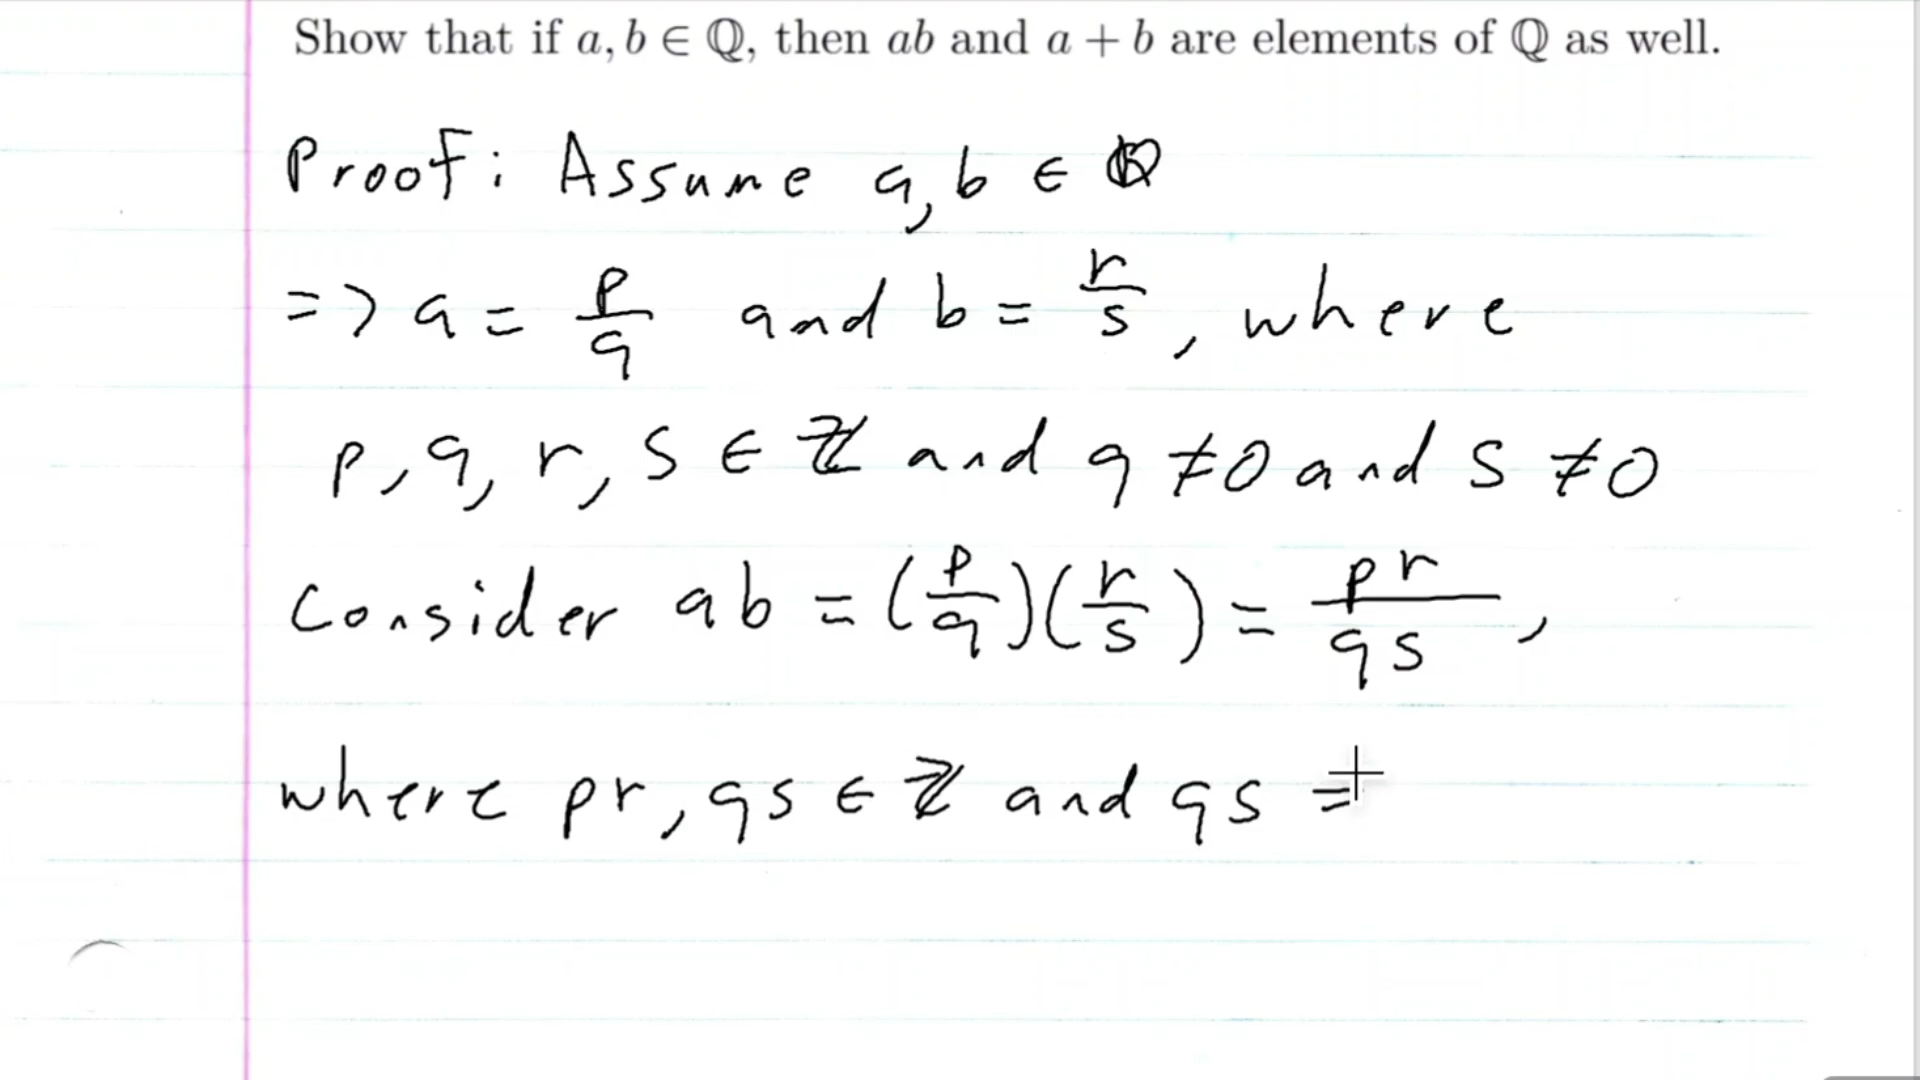 Show that if a, b ∈ ℚ, then ab and a + b are elements of ℚ as well.
Proof: Assume a, b ∈ ℚ
=> a = p/q and b = r/s, where
p, q, r, s ∈ ℤ and q ≠ 0 and s ≠ 0
Consider ab = (p/q)(r/s) = pr/qs,
where pr, qs ∈ ℤ and qs =